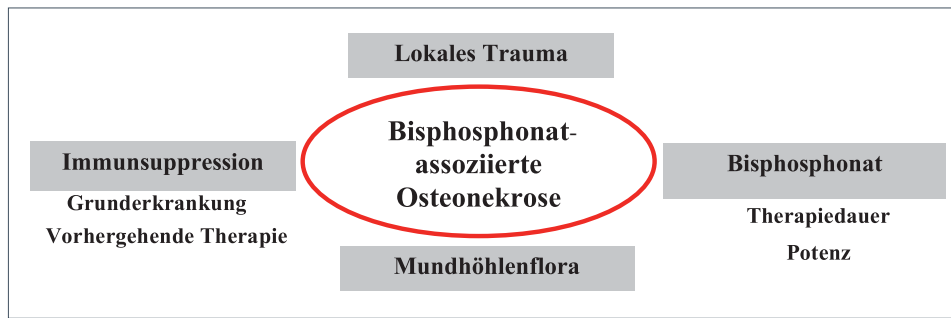 Lokales Trauma
Bisphosphonat-
assoziierte
Osteonekrose
Immunsuppression
Grunderkrankung
Vorhergehende Therapie
Bisphosphonat
Therapiedauer
Potenz
Mundhöhlenflora